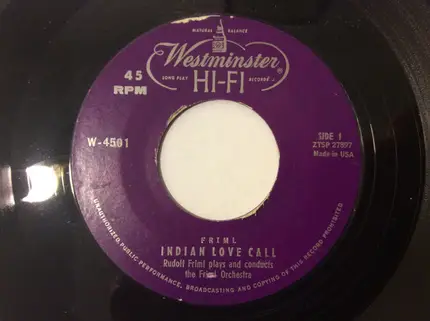 NATURAL BALANCE
Westminster®
LONG PLAY RECORDS
HI-FI
45
RPM
W-4501
SIDE 1
ZTSP 27897
Made in USA
FRIML
INDIAN LOVE CALL
Rudolf Friml plays and conducts
the Friml Orchestra
UNAUTHORIZED PUBLIC PERFORMANCE, BROADCASTING AND COPYING OF THIS RECORD PROHIBITED